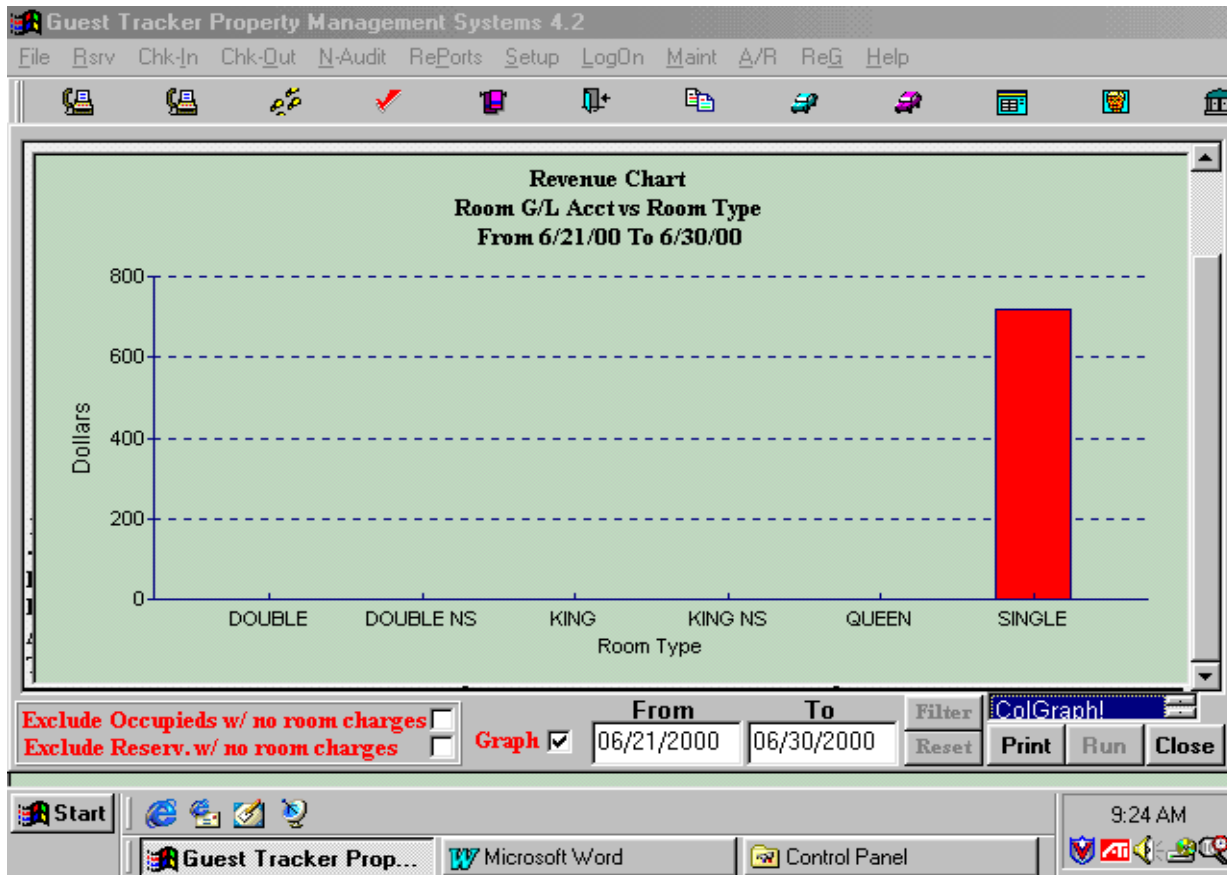 Guest Tracker Property Management Systems 4.2
File Rsrv Chk-In Chk-Out N-Audit RePorts Setup LogOn Maint A/R ReG Help
Revenue Chart
Room G/L Acct vs Room Type
From 6/21/00 To 6/30/00
800
600
400
200
0
Dollars
DOUBLE DOUBLE NS KING KING NS QUEEN SINGLE
Room Type
Exclude Occupieds w/ no room charges
Exclude Reserv. w/ no room charges
Graph
From To
06/21/2000 06/30/2000
Filter ColGraph!
Reset Print Run Close
Start 9:24 AM
Guest Tracker Prop... Microsoft Word Control Panel
ATI